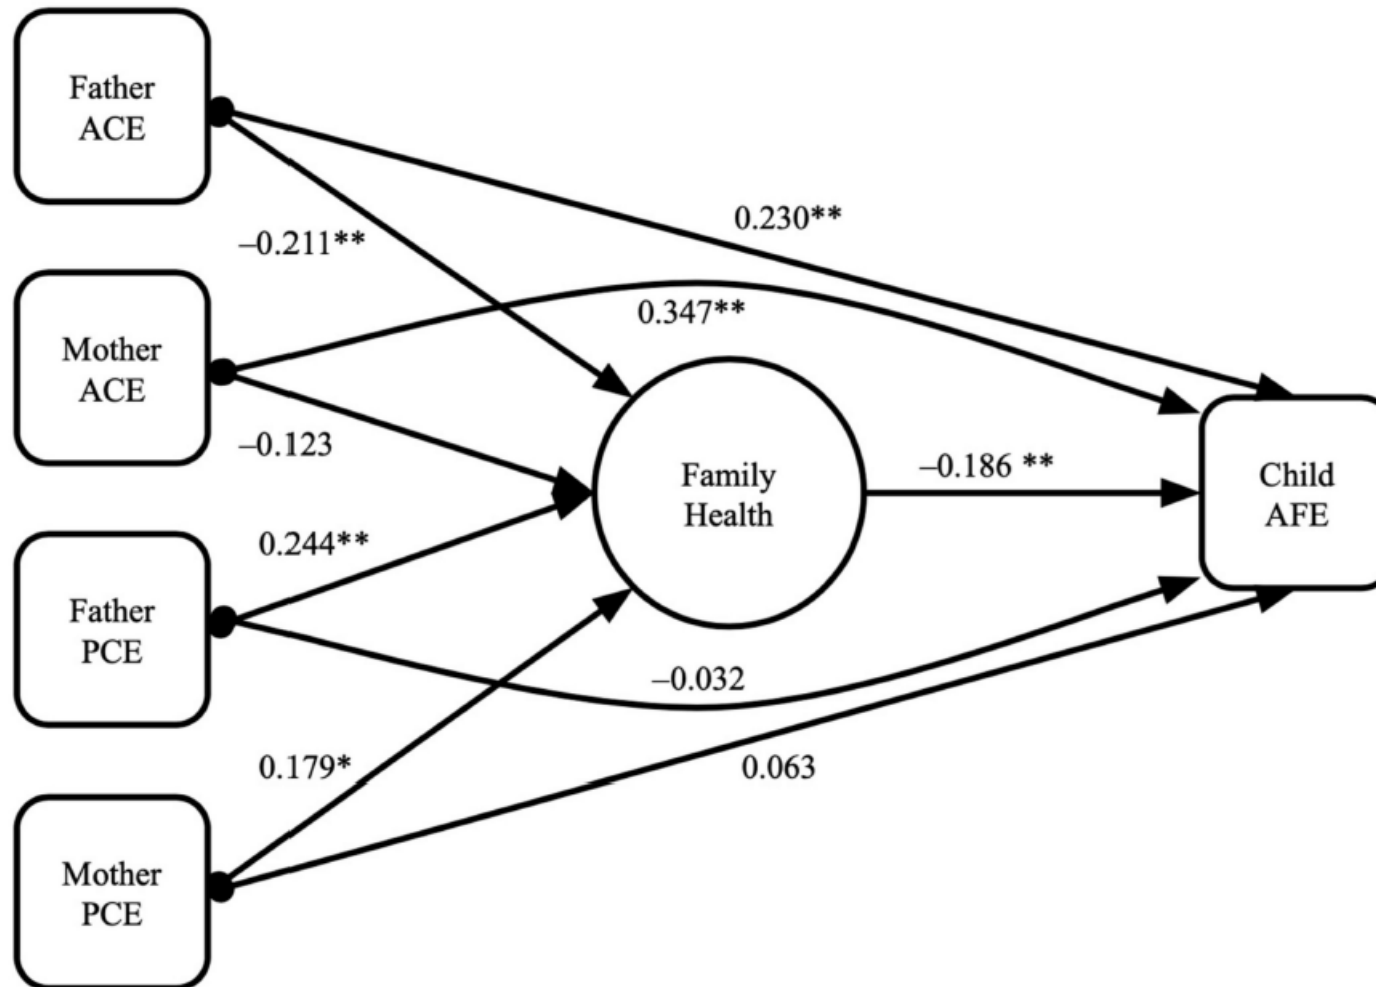 Father
ACE
0.230**
–0.211**
0.347**
Mother
ACE
–0.123
Family
Health
–0.186 **
Child
AFE
0.244**
Father
PCE
–0.032
0.179*
0.063
Mother
PCE